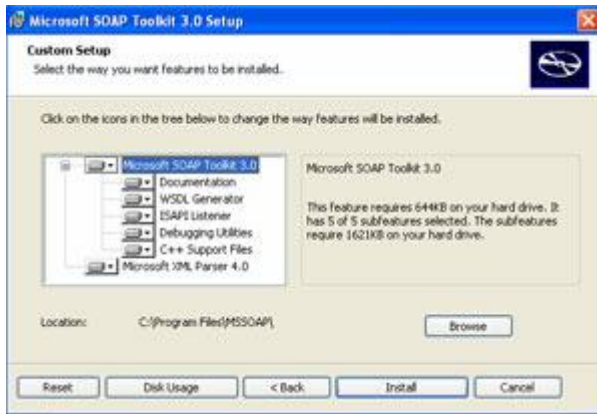 Microsoft SOAP Toolkit 3.0 Setup
Custom Setup
Select the way you want features to be installed.
Click on the icons in the tree below to change the way features will be installed.
Microsoft SOAP Toolkit 3.0
Documentation
WSDL Generator
ISAPI Listener
Debugging Utilities
C++ Support Files
Microsoft XML Parser 4.0
Microsoft SOAP Toolkit 3.0
This feature requires 644KB on your hard drive. It
has 5 of 5 subfeatures selected. The subfeatures
require 1621KB on your hard drive.
Location: C:\Program Files\MSSOAP\
Browse
Reset Disk Usage < Back Install Cancel